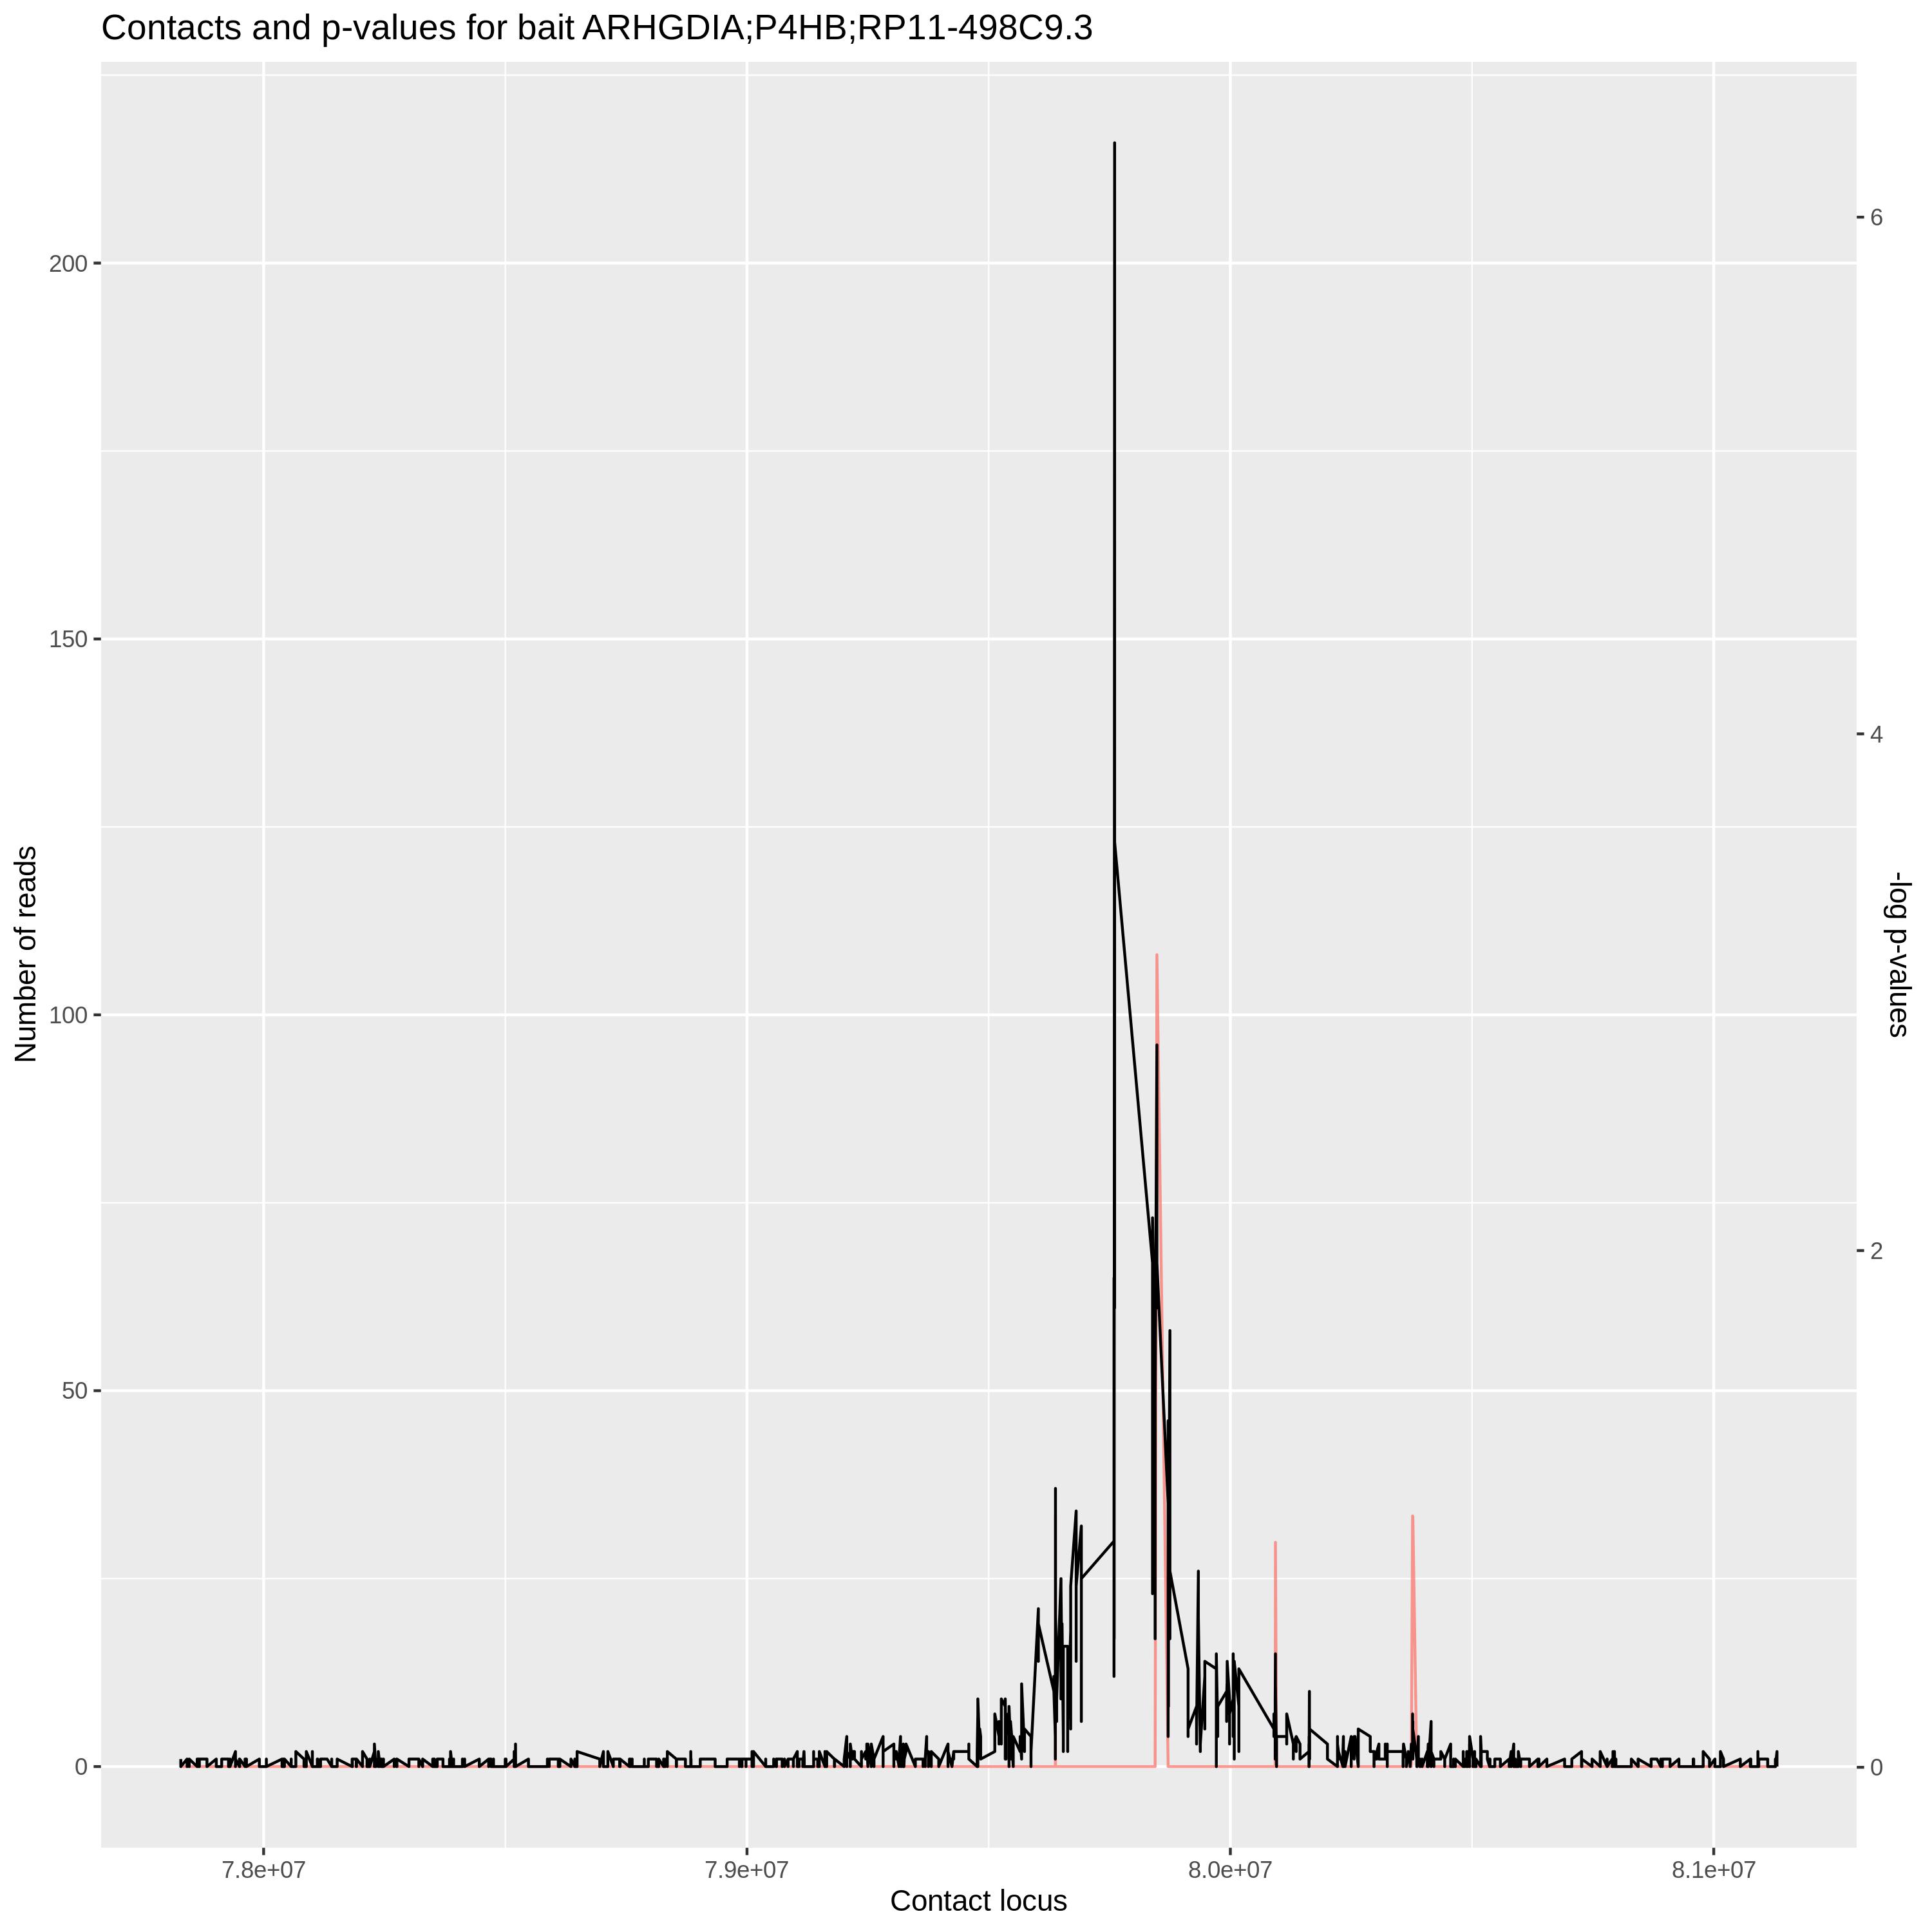 Contacts and p-values for bait ARHGDIA;P4HB;RP11-498C9.3
Number of reads
200
150
100
50
0
6
4
2
0
-log p-values
7.8e+07 7.9e+07 8.0e+07 8.1e+07
Contact locus